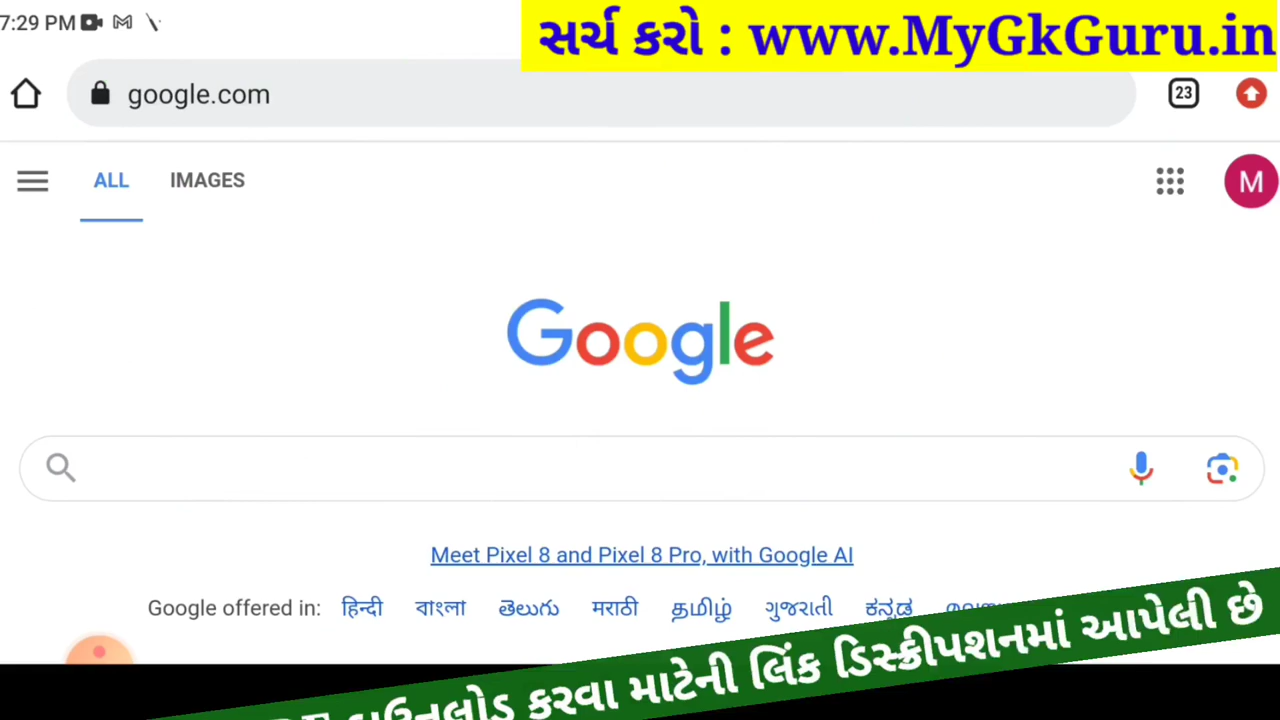 7:29 PM
સર્ચ કરો : www.MyGkGuru.in
google.com
23
ALL IMAGES
M
Google
Meet Pixel 8 and Pixel 8 Pro, with Google AI
Google offered in: हिन्दी বাংলা తెలుగు मराठी தமிழ் ગુજરાતી ಕನ್ನಡ
ડાઉનલોડ કરવા માટેની લિંક ડિસ્ક્રીપશનમાં આપેલી છે